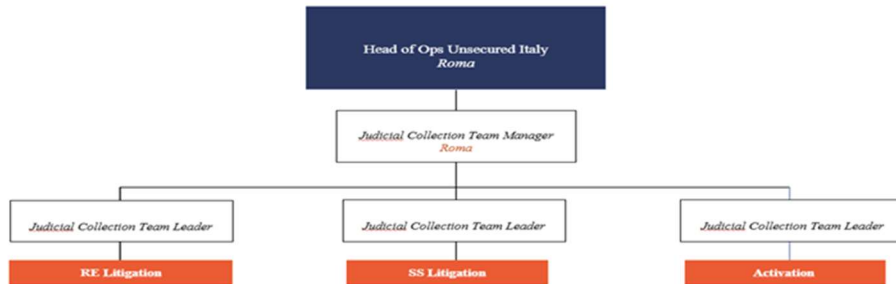 Head of Ops Unsecured Italy
Roma
Judicial Collection Team Manager
Roma
Judicial Collection Team Leader
Judicial Collection Team Leader
Judicial Collection Team Leader
RE Litigation
SS Litigation
Activation